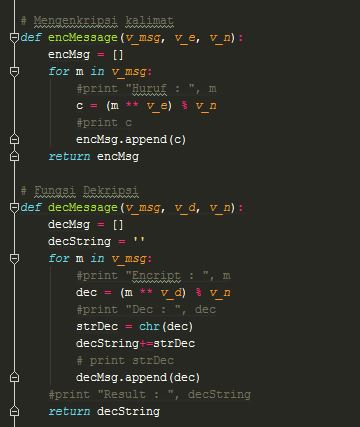 # Mengenkripsi kalimat
def encMessage(v_msg, v_e, v_n):
    encMsg = []
    for m in v_msg:
        #print "Huruf : ", m
        c = (m ** v_e) % v_n
        #print c
        encMsg.append(c)
    return encMsg
# Fungsi Dekripsi
def decMessage(v_msg, v_d, v_n):
    decMsg = []
    decString = ''
    for m in v_msg:
        #print "Encript : ", m
        dec = (m ** v_d) % v_n
        #print "Dec : ", dec
        strDec = chr(dec)
        decString+=strDec
        # print strDec
        decMsg.append(dec)
    #print "Result : ", decString
    return decString